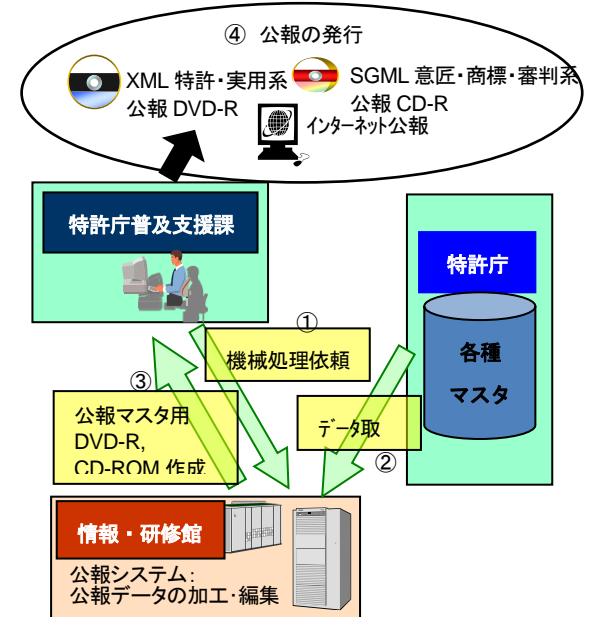 ④ 公報の発行
XML 特許・実用系
公報 DVD-R
SGML 意匠・商標・審判系
公報 CD-R
インターネット公報
特許庁普及支援課
特許庁
各種
マスタ
①
機械処理依頼
③
公報マスタ用
DVD-R,
CD-ROM 作成
データ取
②
情報・研修館
公報システム：
公報データの加工・編集